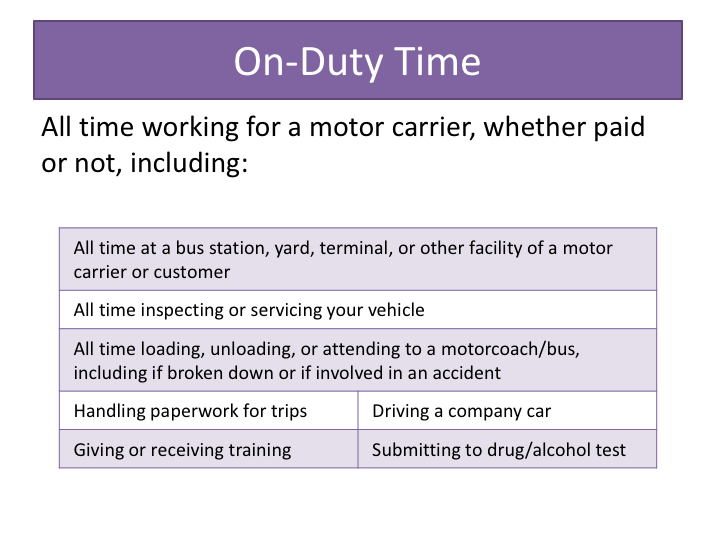 On-Duty Time
All time working for a motor carrier, whether paid
or not, including:
All time at a bus station, yard, terminal, or other facility of a motor
carrier or customer
All time inspecting or servicing your vehicle
All time loading, unloading, or attending to a motorcoach/bus,
including if broken down or if involved in an accident
Handling paperwork for trips
Driving a company car
Giving or receiving training
Submitting to drug/alcohol test